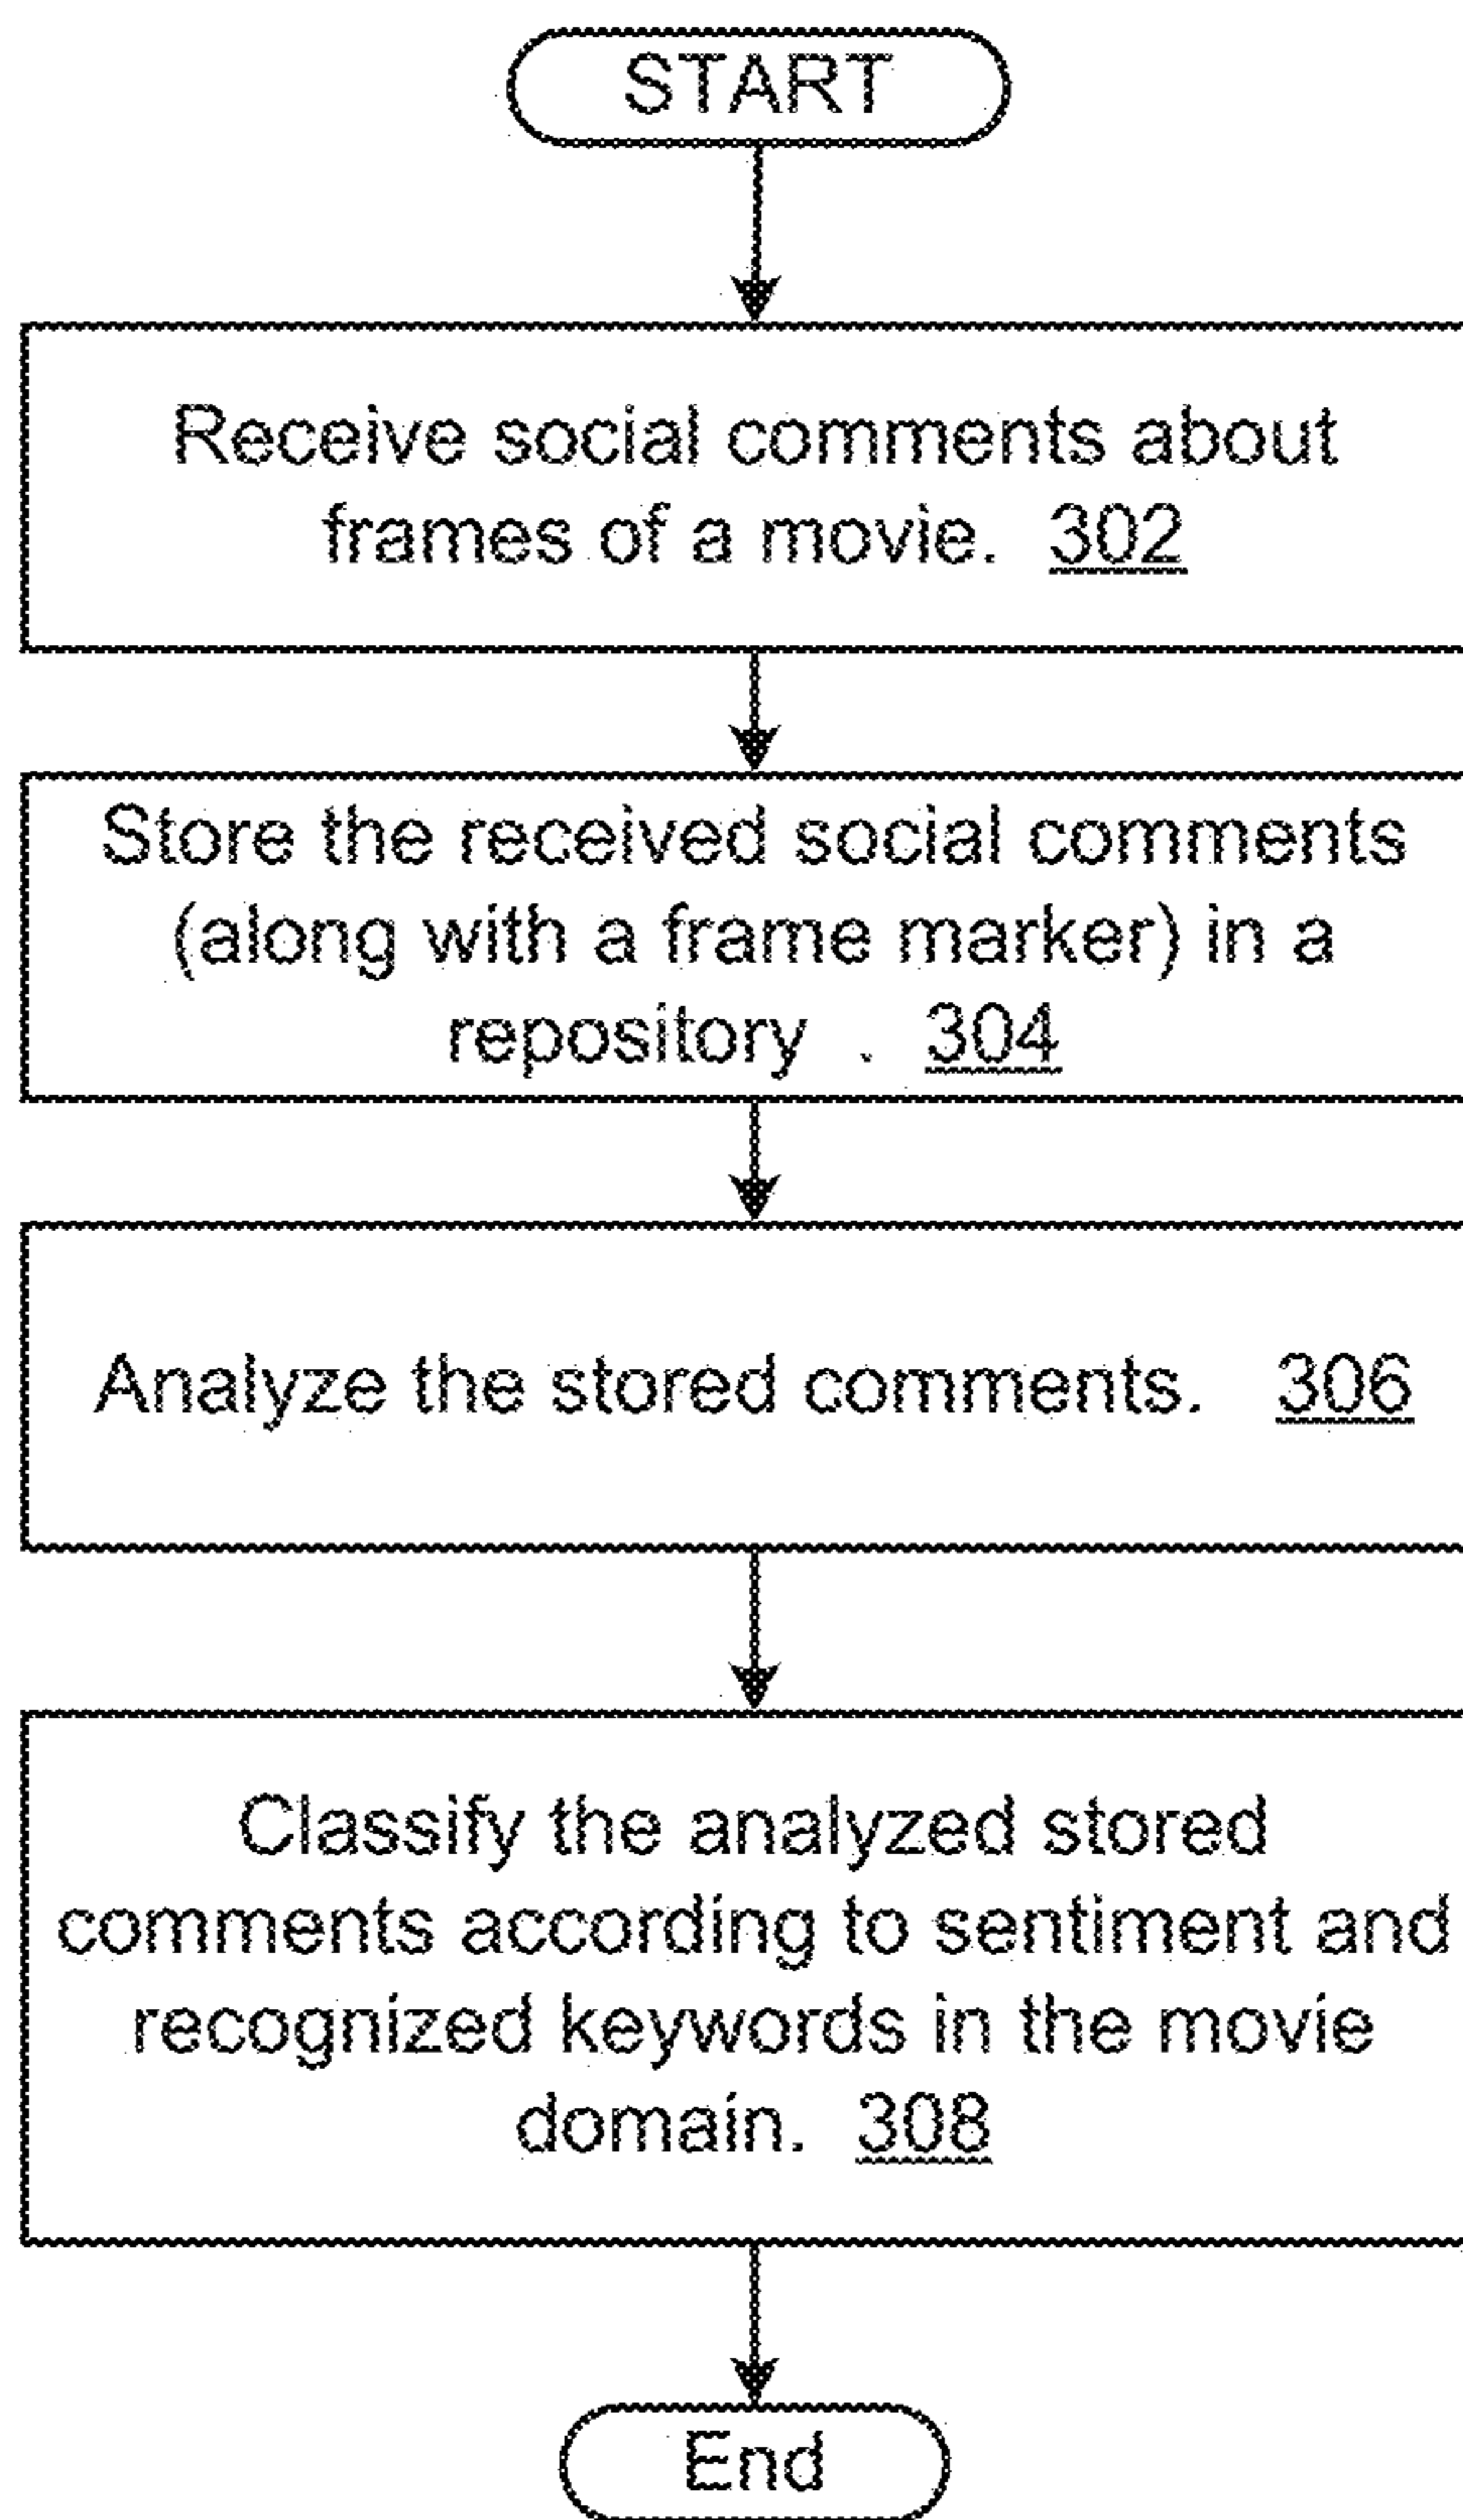 START
Receive social comments about
frames of a movie. 302
Store the received social comments
(along with a frame marker) in a
repository . 304
Analyze the stored comments. 306
Classify the analyzed stored
comments according to sentiment and
recognized keywords in the movie
domain. 308
End